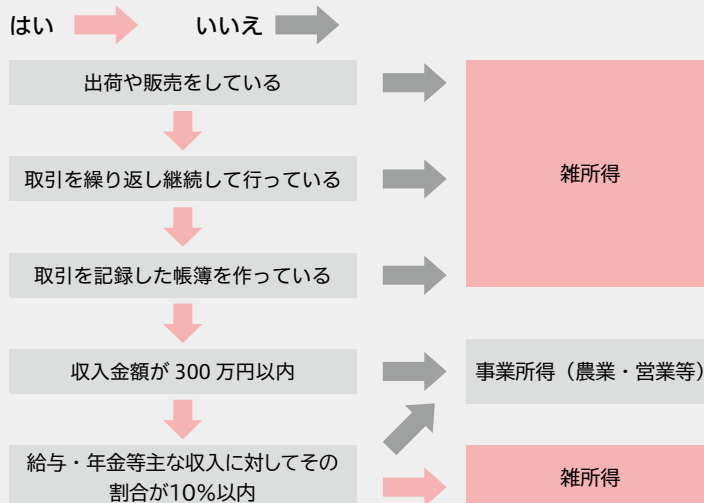 はい いいえ
出荷や販売をしている
取引を繰り返し継続して行っている
雑所得
取引を記録した帳簿を作っている
収入金額が 300 万円以内
事業所得（農業・営業等）
給与・年金等主な収入に対してその
割合が10％以内
雑所得